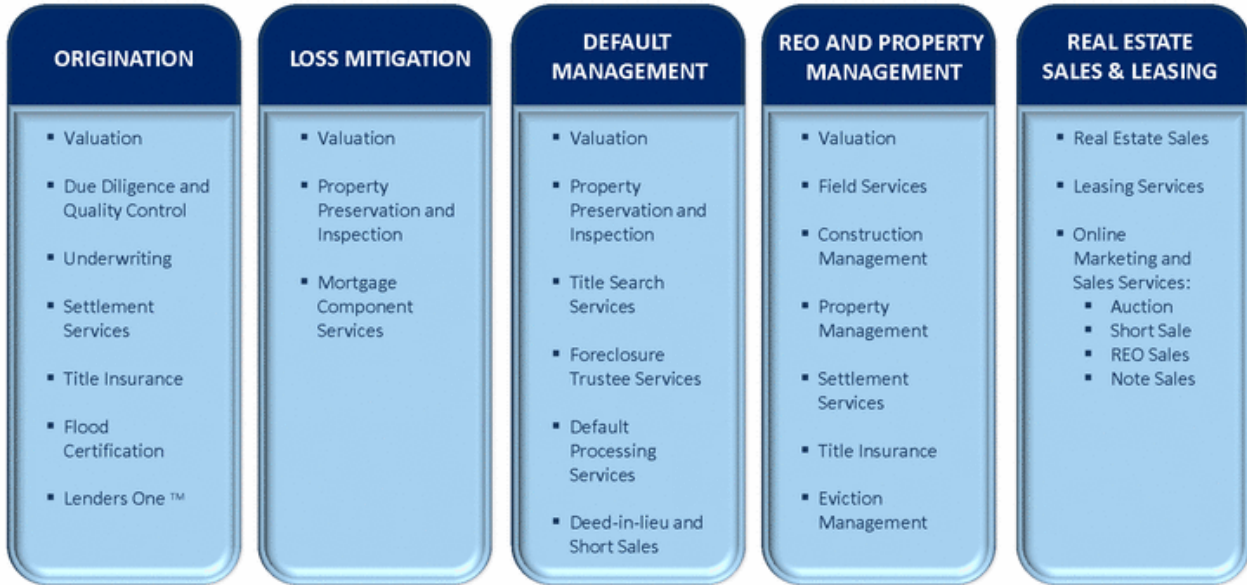 ORIGINATION
▪ Valuation
▪ Due Diligence and
Quality Control
▪ Underwriting
▪ Settlement
Services
▪ Title Insurance
▪ Flood
Certification
▪ Lenders One ™
LOSS MITIGATION
▪ Valuation
▪ Property
Preservation and
Inspection
▪ Mortgage
Component
Services
DEFAULT
MANAGEMENT
▪ Valuation
▪ Property
Preservation and
Inspection
▪ Title Search
Services
▪ Foreclosure
Trustee Services
▪ Default
Processing
Services
▪ Deed-in-lieu and
Short Sales
REO AND PROPERTY
MANAGEMENT
▪ Valuation
▪ Field Services
▪ Construction
Management
▪ Property
Management
▪ Settlement
Services
▪ Title Insurance
▪ Eviction
Management
REAL ESTATE
SALES & LEASING
▪ Real Estate Sales
▪ Leasing Services
▪ Online
Marketing and
Sales Services:
▪ Auction
▪ Short Sale
▪ REO Sales
▪ Note Sales